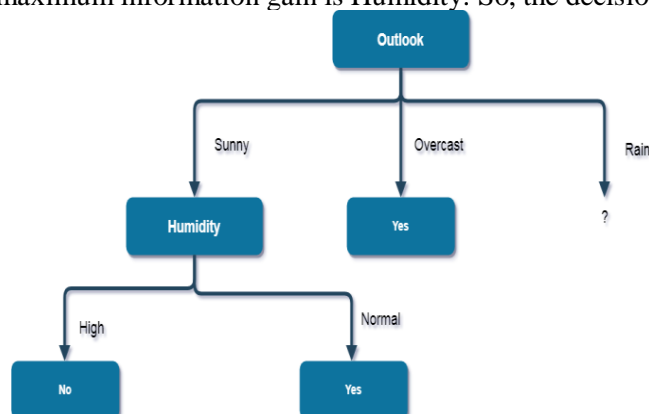 maximum information gain is Humidity. So, the decisio
Outlook
Sunny
Overcast
Rain
Humidity
Yes
?
High
Normal
No
Yes